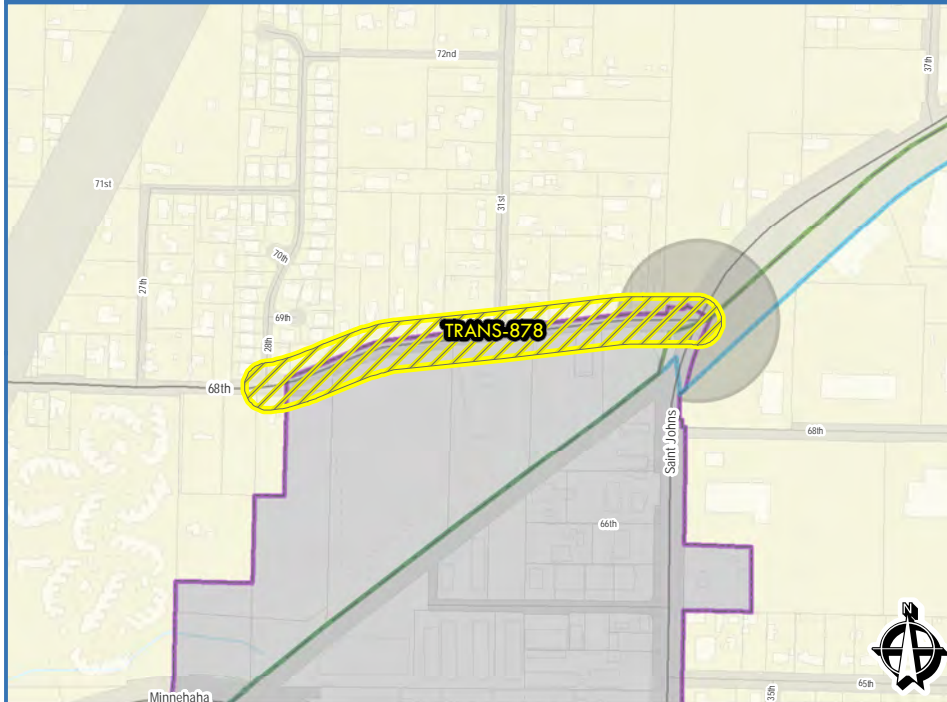 72nd
37th
71st
31st
27th
70th
69th
28th
TRANS-878
68th
68th
Saint Johns
66th
N
65th
35th
Minnehaha